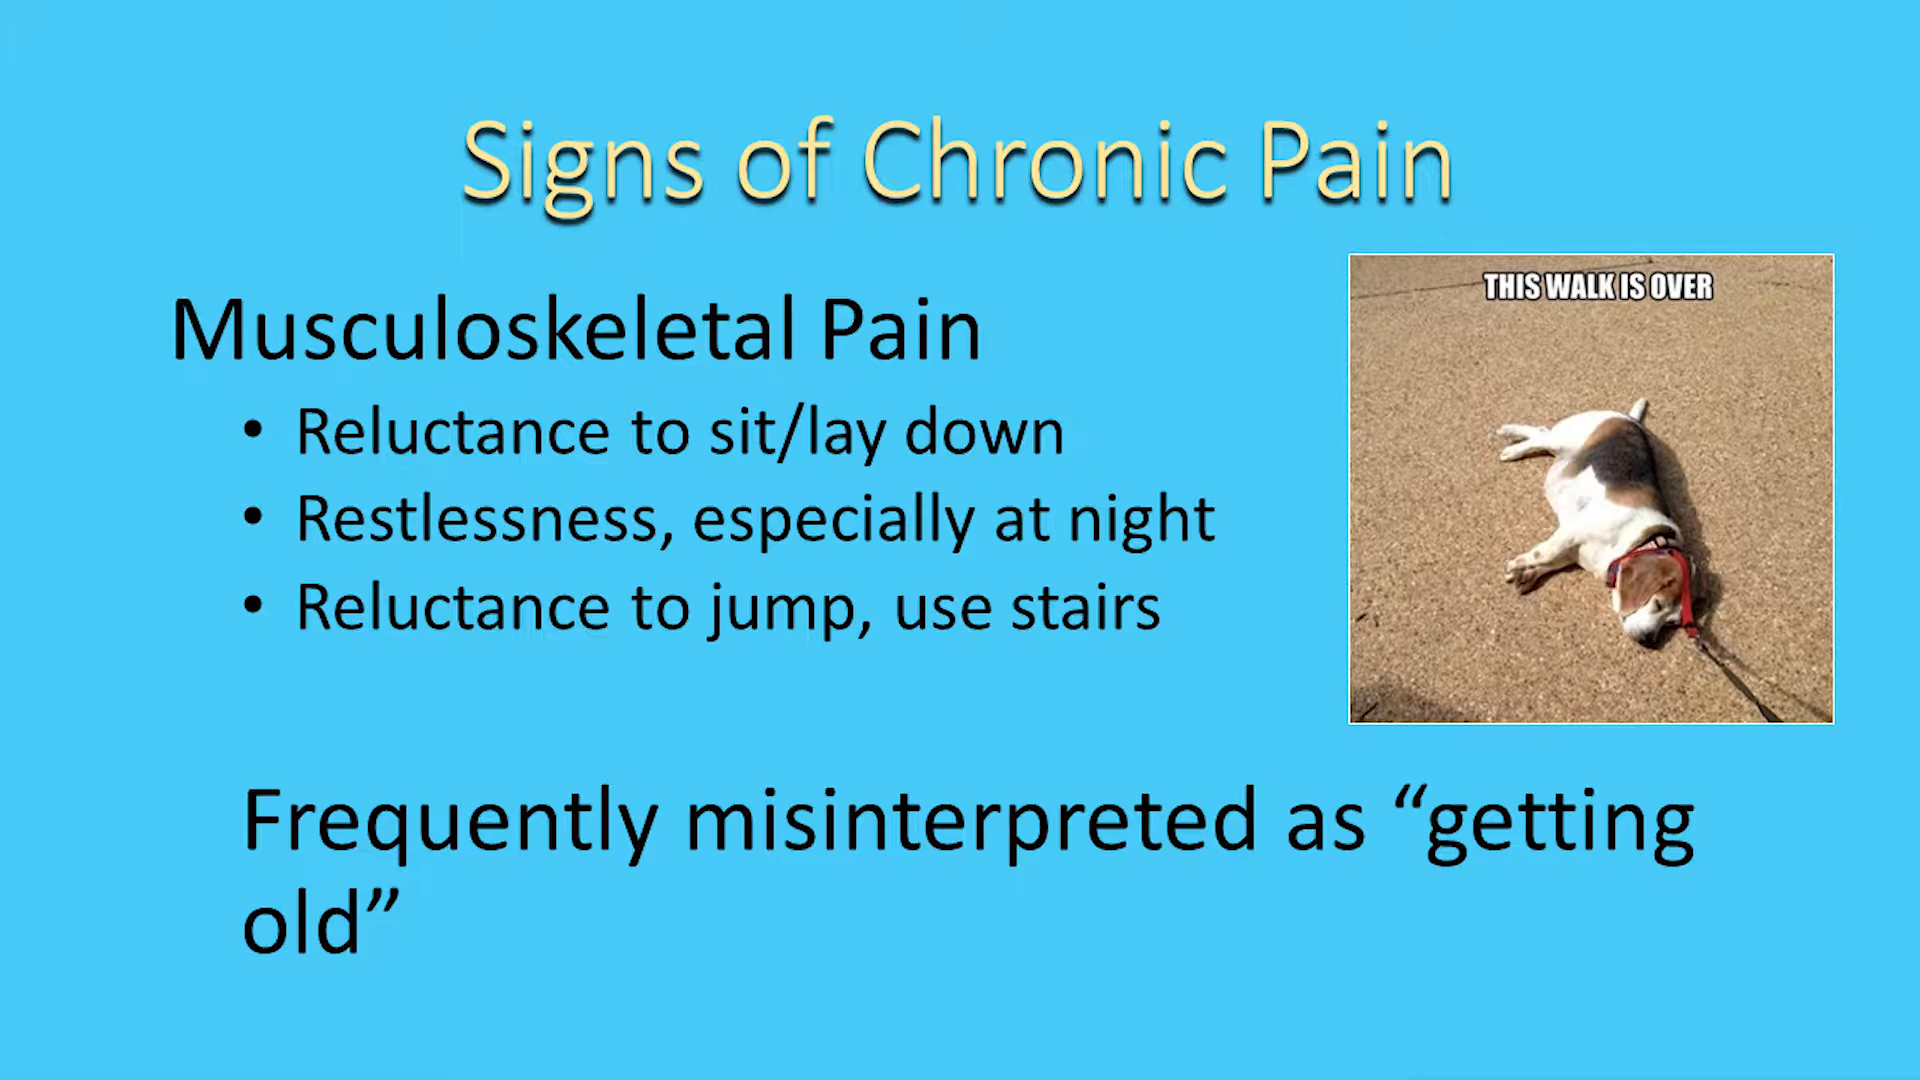 Signs of Chronic Pain
Musculoskeletal Pain
• Reluctance to sit/lay down
• Restlessness, especially at night
• Reluctance to jump, use stairs
THIS WALK IS OVER
Frequently misinterpreted as “getting
old”